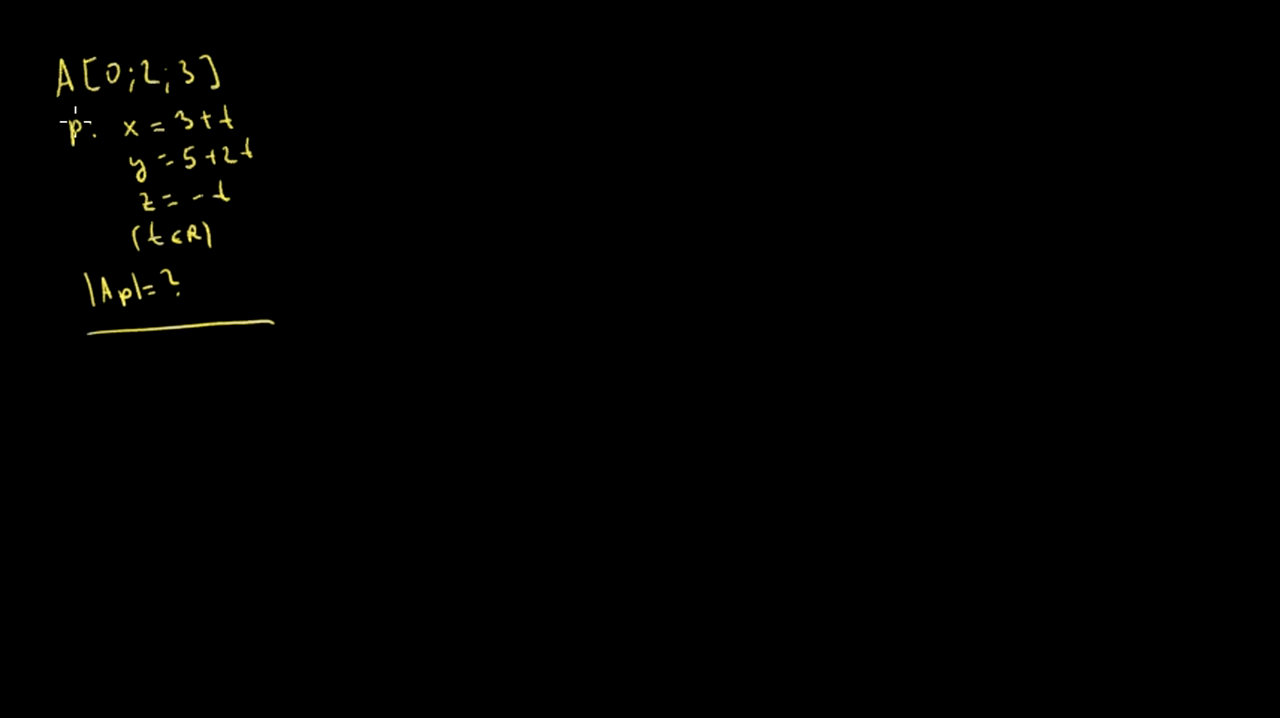 A[0;2;3]
p: x = 3+t
y = 5+2t
z = -t
(t∈R)
|Ap|=?